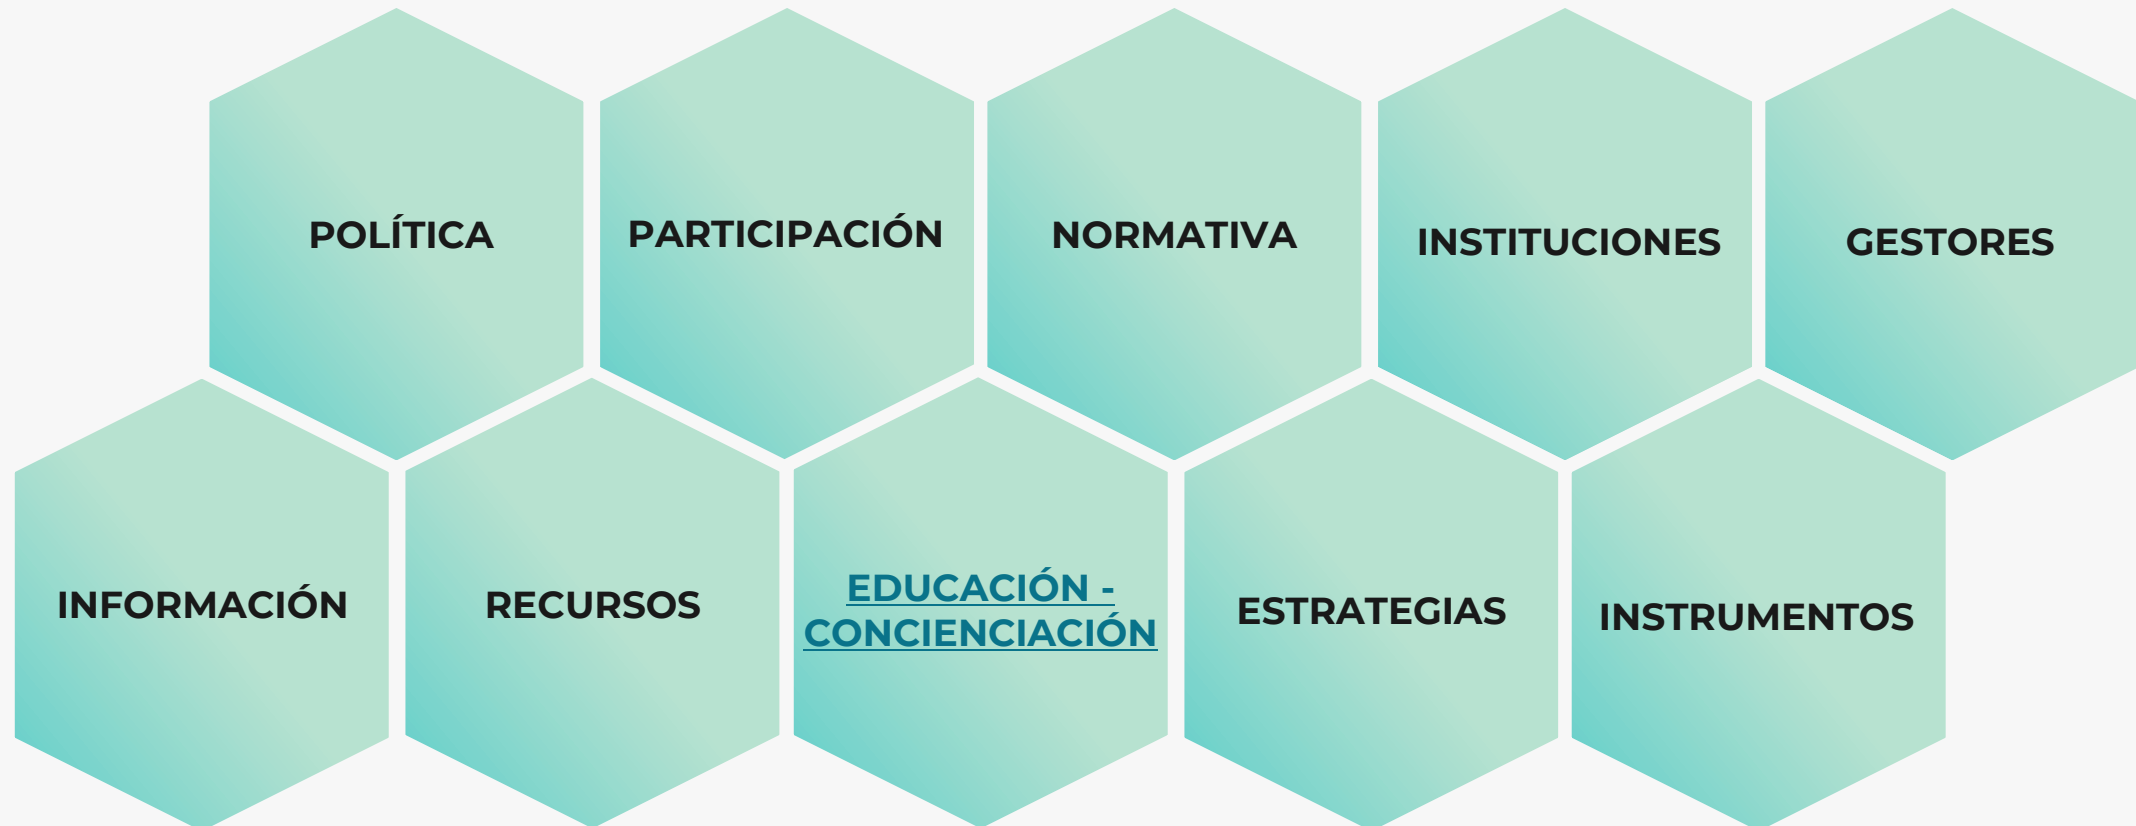 POLÍTICA
PARTICIPACIÓN
NORMATIVA
INSTITUCIONES
GESTORES
INFORMACIÓN
RECURSOS
EDUCACIÓN -
CONCIENCIACIÓN
ESTRATEGIAS
INSTRUMENTOS